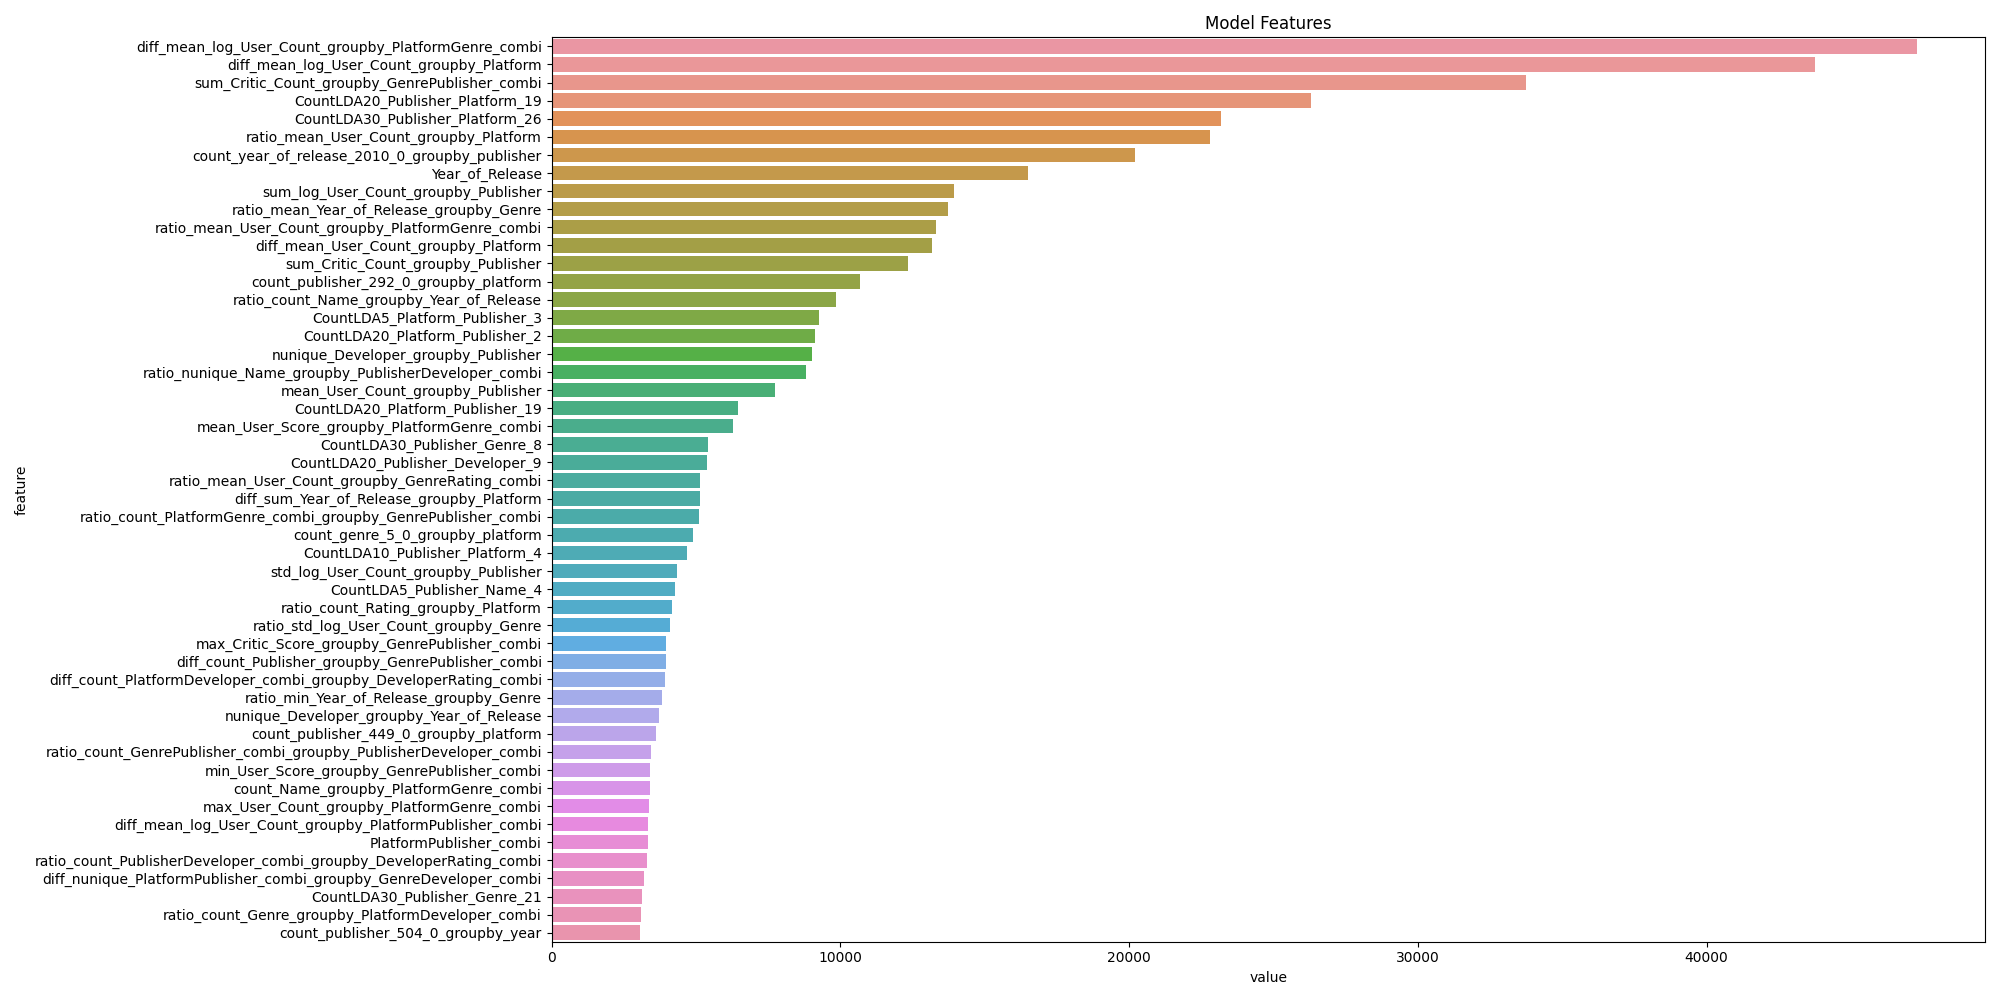 Model Features
diff_mean_log_User_Count_groupby_PlatformGenre_combi
diff_mean_log_User_Count_groupby_Platform
sum_Critic_Count_groupby_GenrePublisher_combi
CountLDA20_Publisher_Platform_19
CountLDA30_Publisher_Platform_26
ratio_mean_User_Count_groupby_Platform
count_year_of_release_2010_0_groupby_publisher
Year_of_Release
sum_log_User_Count_groupby_Publisher
ratio_mean_Year_of_Release_groupby_Genre
ratio_mean_User_Count_groupby_PlatformGenre_combi
diff_mean_User_Count_groupby_Platform
sum_Critic_Count_groupby_Publisher
count_publisher_292_0_groupby_platform
ratio_count_Name_groupby_Year_of_Release
CountLDA5_Platform_Publisher_3
CountLDA20_Platform_Publisher_2
nunique_Developer_groupby_Publisher
ratio_nunique_Name_groupby_PublisherDeveloper_combi
mean_User_Count_groupby_Publisher
CountLDA20_Platform_Publisher_19
mean_User_Score_groupby_PlatformGenre_combi
CountLDA30_Publisher_Genre_8
CountLDA20_Publisher_Developer_9
ratio_mean_User_Count_groupby_GenreRating_combi
diff_sum_Year_of_Release_groupby_Platform
ratio_count_PlatformGenre_combi_groupby_GenrePublisher_combi
count_genre_5_0_groupby_platform
CountLDA10_Publisher_Platform_4
std_log_User_Count_groupby_Publisher
CountLDA5_Publisher_Name_4
ratio_count_Rating_groupby_Platform
ratio_std_log_User_Count_groupby_Genre
max_Critic_Score_groupby_GenrePublisher_combi
diff_count_Publisher_groupby_GenrePublisher_combi
diff_count_PlatformDeveloper_combi_groupby_DeveloperRating_combi
ratio_min_Year_of_Release_groupby_Genre
nunique_Developer_groupby_Year_of_Release
count_publisher_449_0_groupby_platform
ratio_count_GenrePublisher_combi_groupby_PublisherDeveloper_combi
min_User_Score_groupby_GenrePublisher_combi
count_Name_groupby_PlatformGenre_combi
max_User_Count_groupby_PlatformGenre_combi
diff_mean_log_User_Count_groupby_PlatformPublisher_combi
PlatformPublisher_combi
ratio_count_PublisherDeveloper_combi_groupby_DeveloperRating_combi
diff_nunique_PlatformPublisher_combi_groupby_GenreDeveloper_combi
CountLDA30_Publisher_Genre_21
ratio_count_Genre_groupby_PlatformDeveloper_combi
count_publisher_504_0_groupby_year
feature
0 10000 20000 30000 40000
value